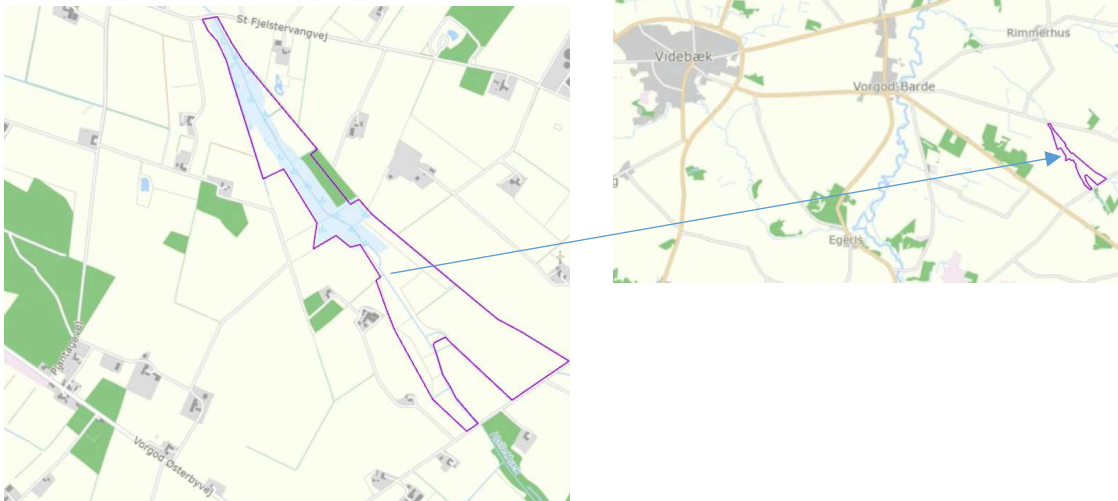 St Fjelstervangvej
Plantagevej
Vorgod Østerbyvej
Rimmerhus
Videbæk
Vorgod-Barde
g
Egeris